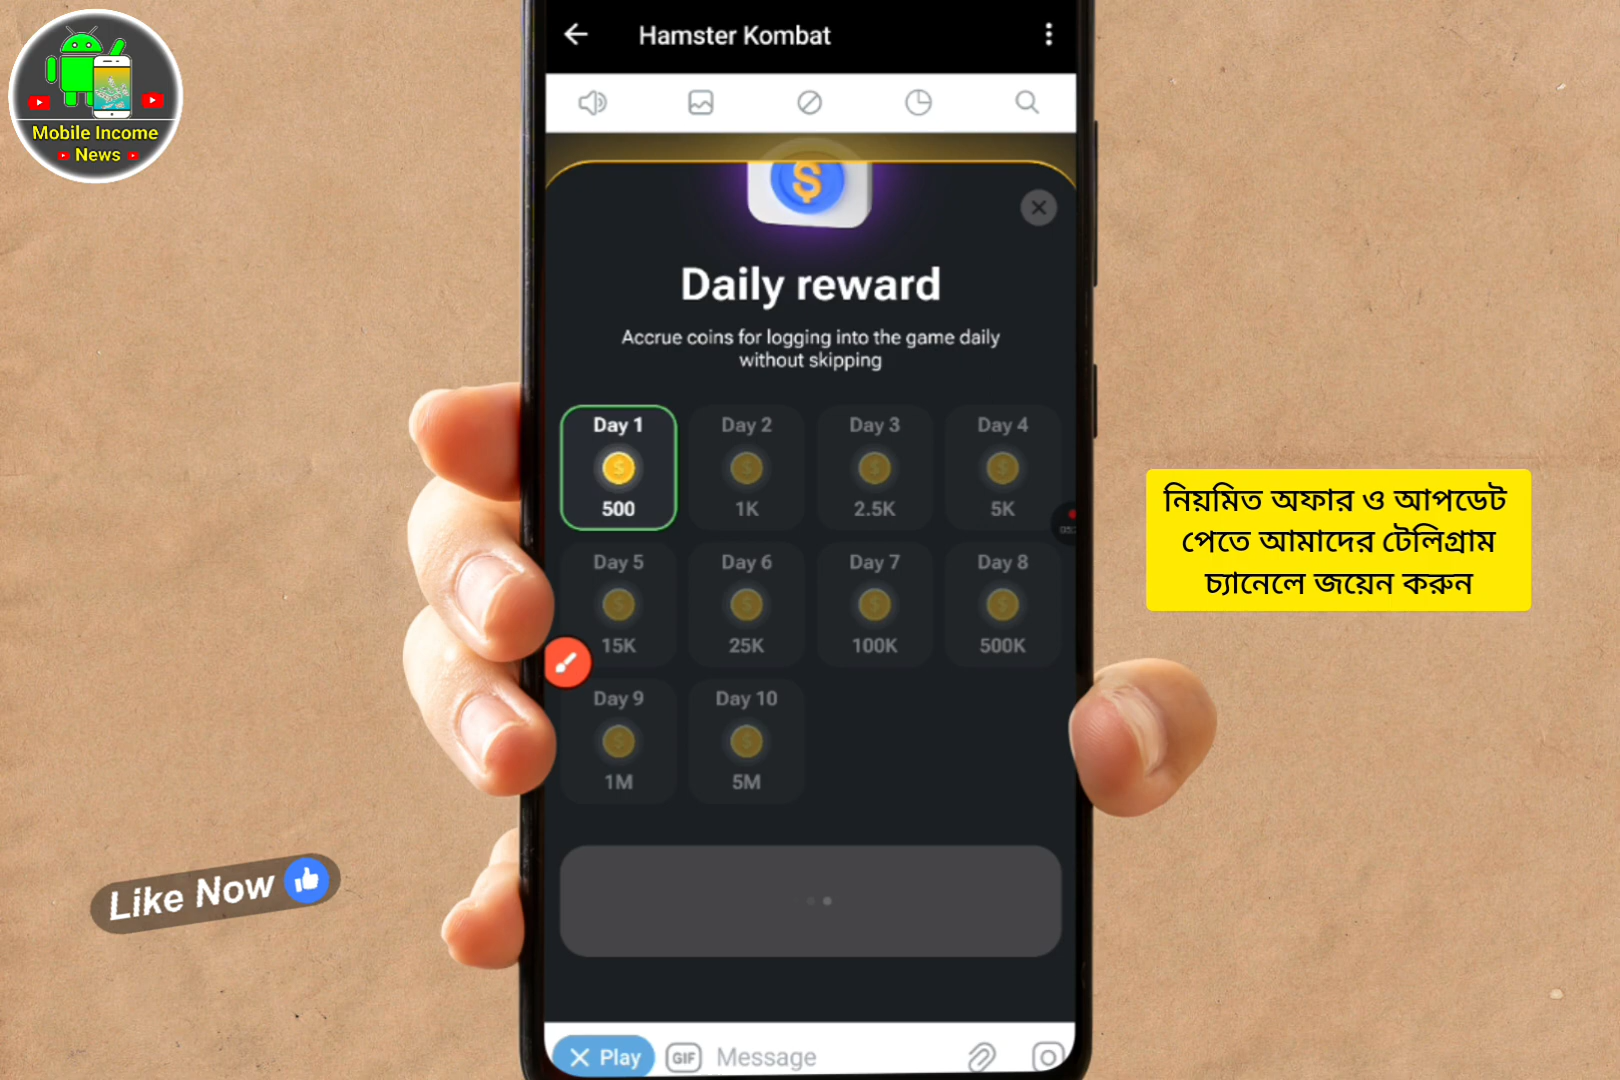 Mobile Income
News
Hamster Kombat
Daily reward
Accrue coins for logging into the game daily
without skipping
Day 1
500
Day 2
1K
Day 3
2.5K
Day 4
5K
Day 5
15K
Day 6
25K
Day 7
100K
Day 8
500K
Day 9
1M
Day 10
5M
নিয়মিত অফার ও আপডেট
পেতে আমাদের টেলিগ্রাম
চ্যানেলে জয়েন করুন
Like Now
Play
GIF
Message